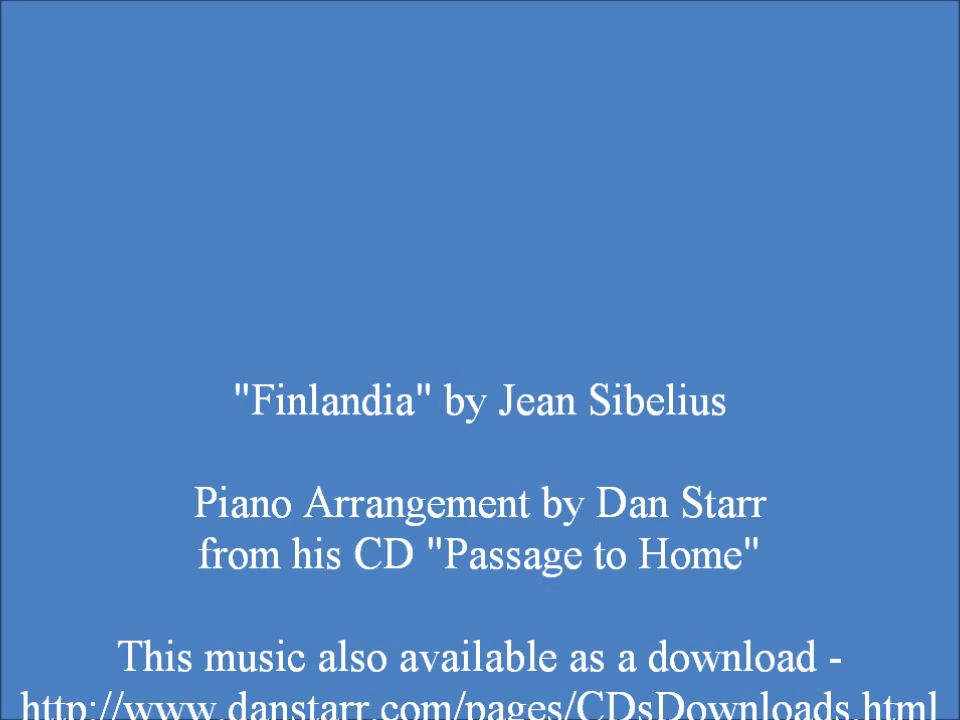 "Finlandia" by Jean Sibelius
Piano Arrangement by Dan Starr
from his CD "Passage to Home"
This music also available as a download -
http://www.danstarr.com/pages/CDsDownloads.html